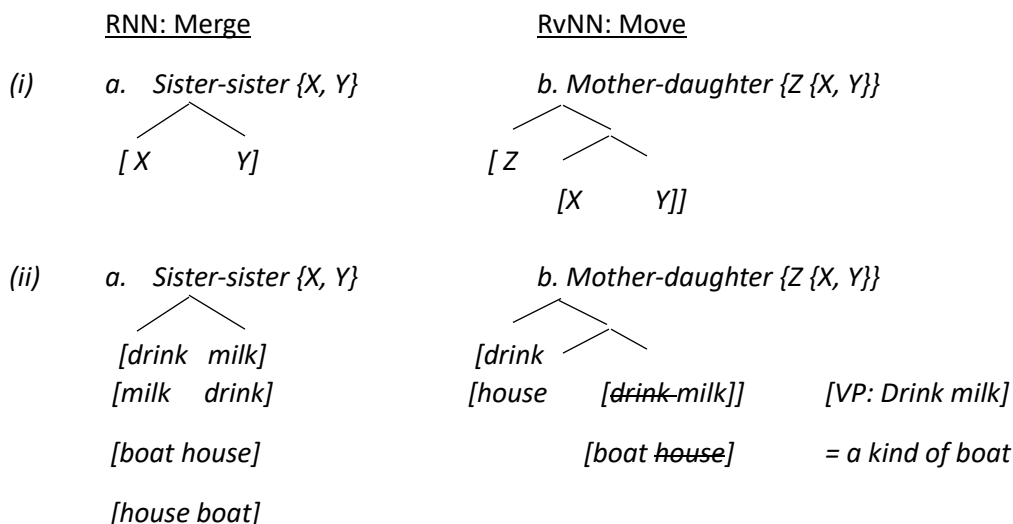 RNN: Merge RvNN: Move
(i) a. Sister-sister {X, Y} b. Mother-daughter {Z {X, Y}}
[ X Y] [ Z
[X Y]]
(ii) a. Sister-sister {X, Y} b. Mother-daughter {Z {X, Y}}
[drink milk] [drink
[milk drink] [house [drink milk]] [VP: Drink milk]
[boat house] [boat house] = a kind of boat
[house boat]